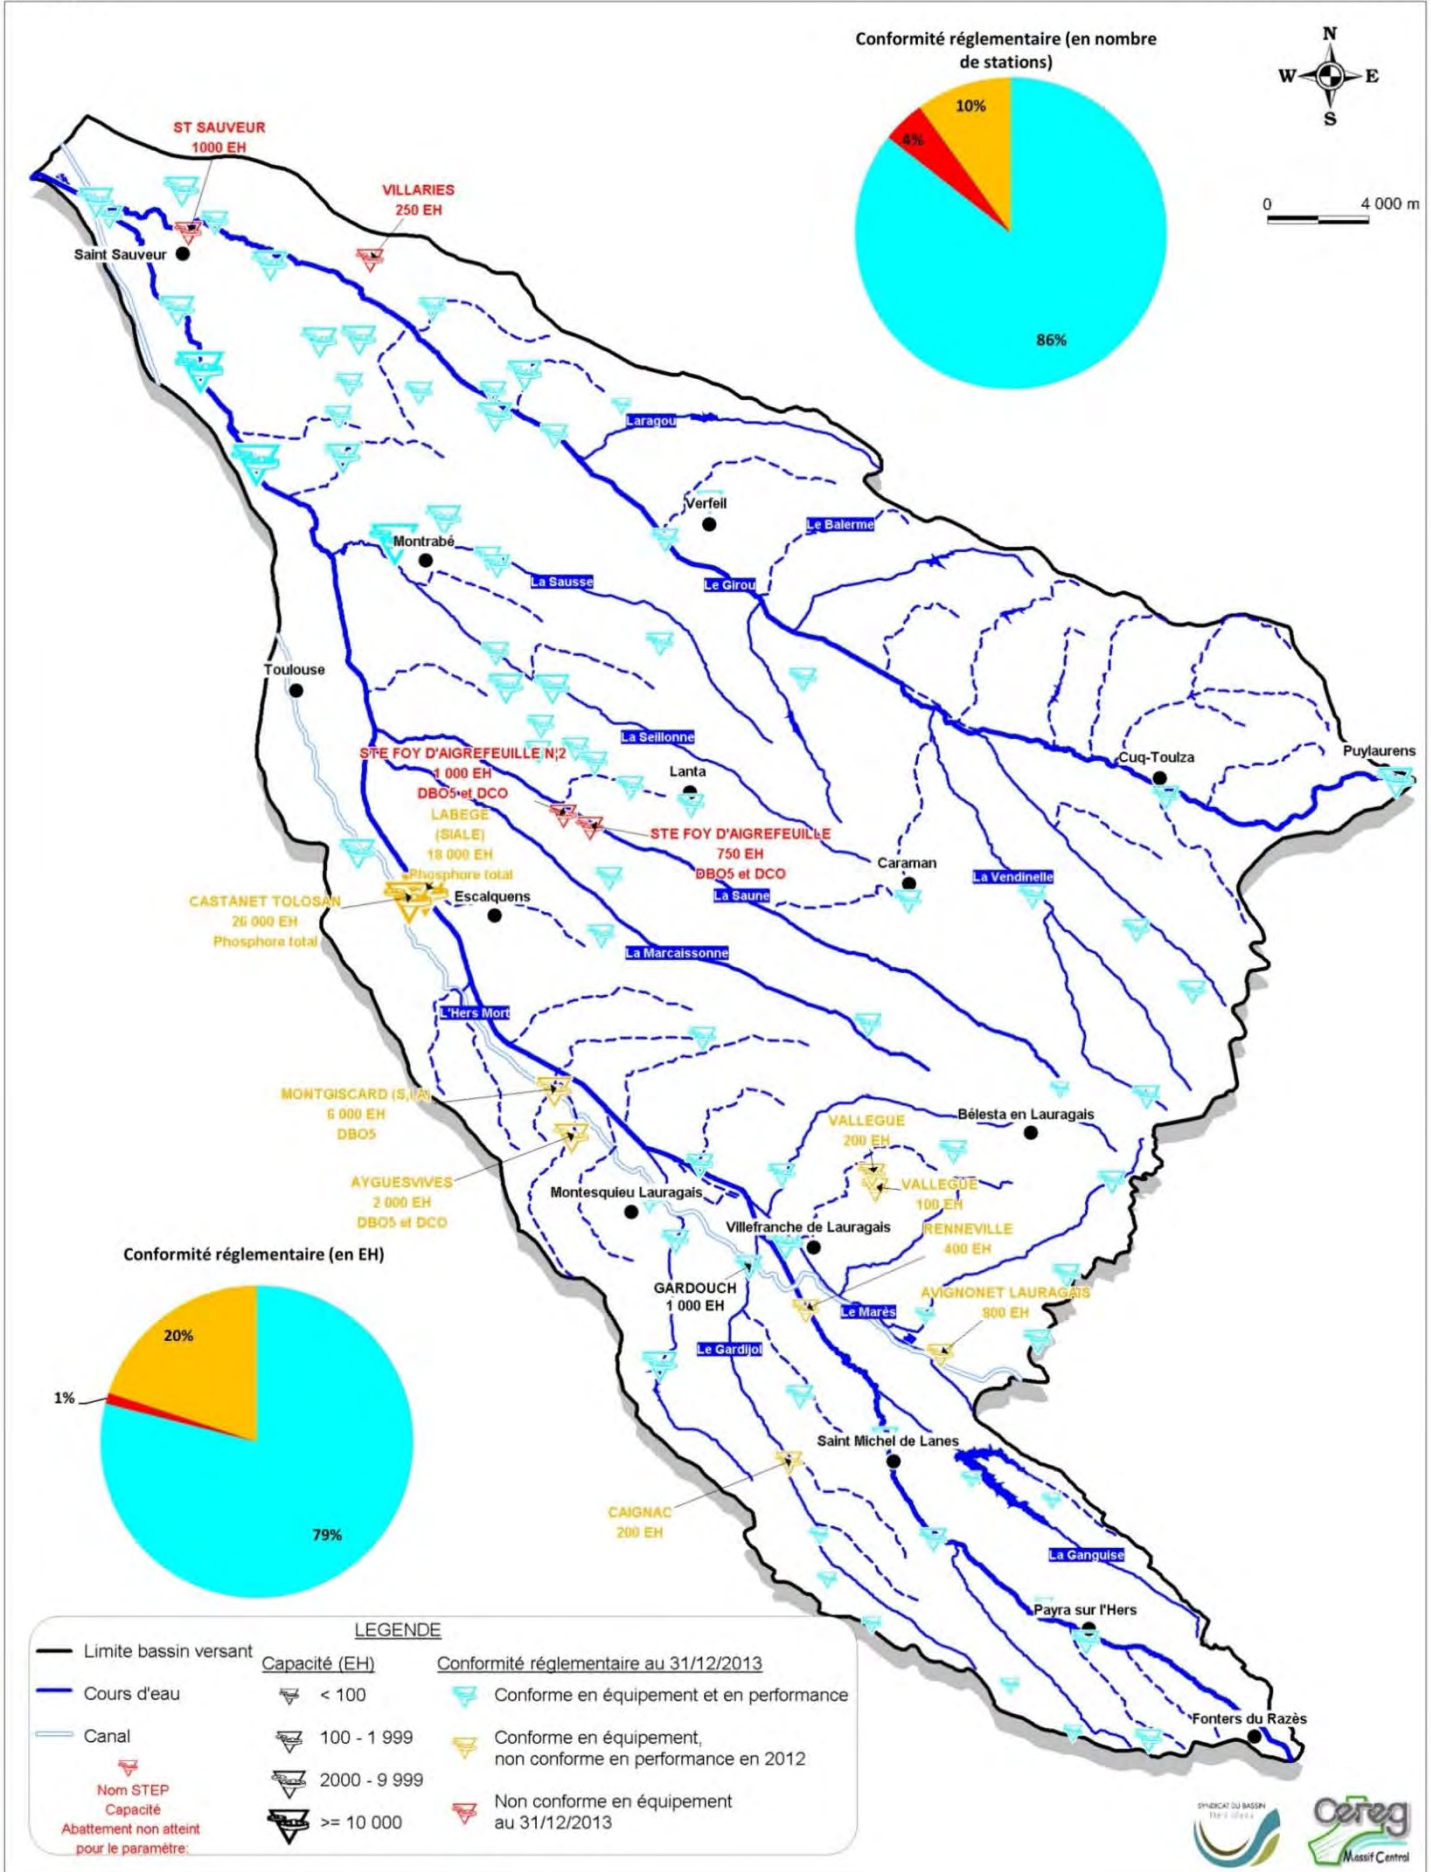 Conformité réglementaire (en nombre
de stations)
10%
4%
86%
N
W
E
S
0
4 000 m
ST SAUVEUR
1000 EH
VILLARIES
250 EH
Saint Sauveur
Laragou
Verfeil
Le Balerme
Montrabé
La Sausse
Le Girou
Toulouse
La Seillonne
STE FOY D'AIGREFEUILLE N;2
1 000 EH
DBO5 et DCO
Lanta
Cuq-Toulza
Puylaurens
LABEGE
(SIALE)
18 000 EH
Phosphore total
STE FOY D'AIGREFEUILLE
750 EH
DBO5 et DCO
Caraman
La Vendinelle
La Saune
CASTANET TOLOSAN
26 000 EH
Phosphore total
Escalquens
La Marcaissonne
L'Hers Mort
MONTGISCARD (S,I,A)
6 000 EH
DBO5
VALLEGUE
200 EH
Bélesta en Lauragais
AYGUESVIVES
2 000 EH
DBO5 et DCO
VALLEGUE
100 EH
Montesquieu Lauragais
Villefranche de Lauragais
RENNEVILLE
400 EH
Conformité réglementaire (en EH)
20%
1%
79%
GARDOUCH
1 000 EH
AVIGNONET LAURAGAIS
800 EH
Le Marès
Le Gardijol
Saint Michel de Lanes
CAIGNAC
200 EH
La Ganguise
Payra sur l'Hers
Fonters du Razès
LEGENDE
Limite bassin versant
Cours d'eau
Canal
Nom STEP
Capacité
Abattement non atteint
pour le paramètre:
Capacité (EH)
< 100
100 - 1 999
2000 - 9 999
>= 10 000
Conformité réglementaire au 31/12/2013
Conforme en équipement et en performance
Conforme en équipement,
non conforme en performance en 2012
Non conforme en équipement
au 31/12/2013
SYNDICAT DU BASSIN
Cereg
Massif Central